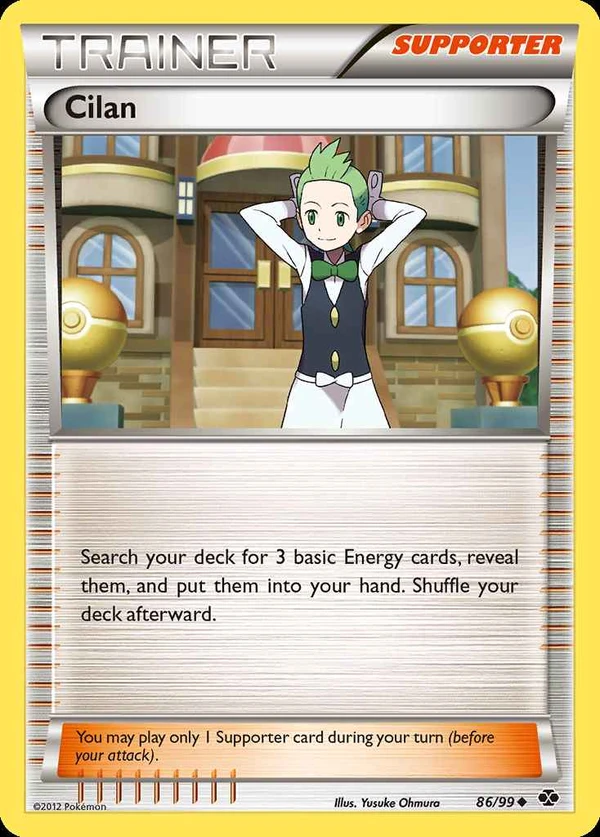 TRAINER
SUPPORTER
Cilan
Search your deck for 3 basic Energy cards, reveal
them, and put them into your hand. Shuffle your
deck afterward.
You may play only 1 Supporter card during your turn (before
your attack).
©2012 Pokémon
Illus. Yusuke Ohmura
86/99